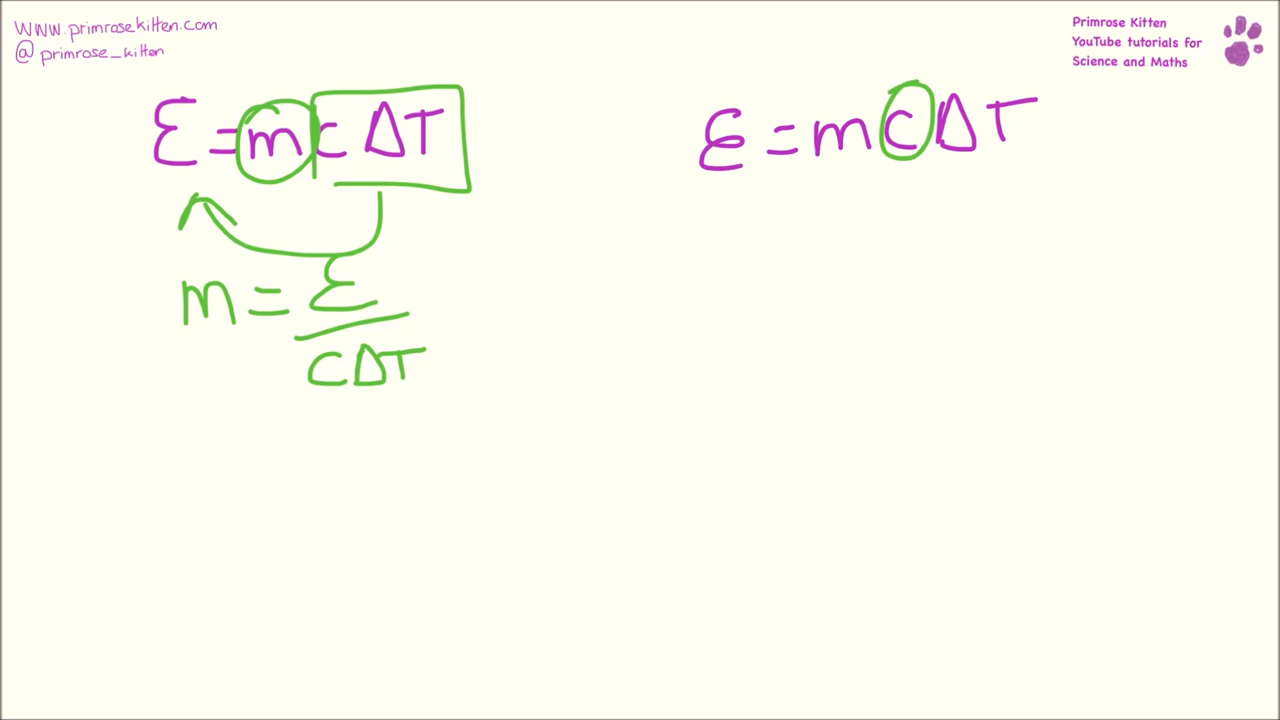 www.primrosekitten.com
@primrose_kitten
Primrose Kitten
YouTube tutorials for
Science and Maths
E=mcΔT
m=E
cΔT
E=mcΔT